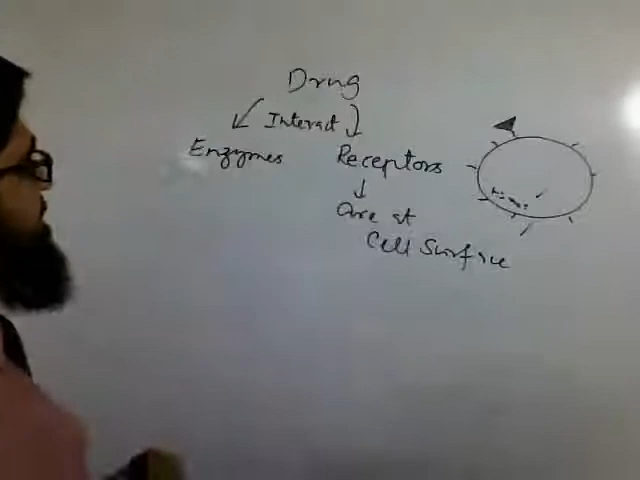 Drug
Interact
Enzymes
Receptors
Are at
Cell Surface